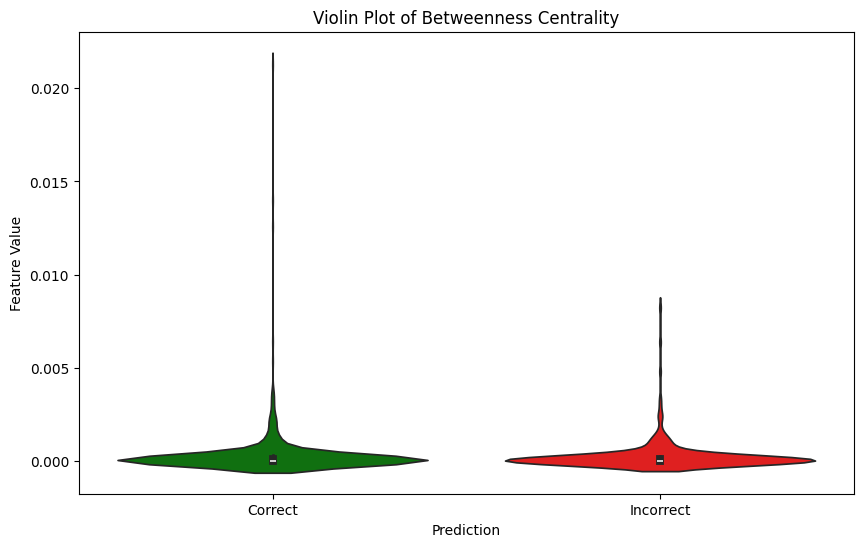 Violin Plot of Betweenness Centrality
0.020
0.015
0.010
0.005
0.000
Feature Value
Correct
Incorrect
Prediction